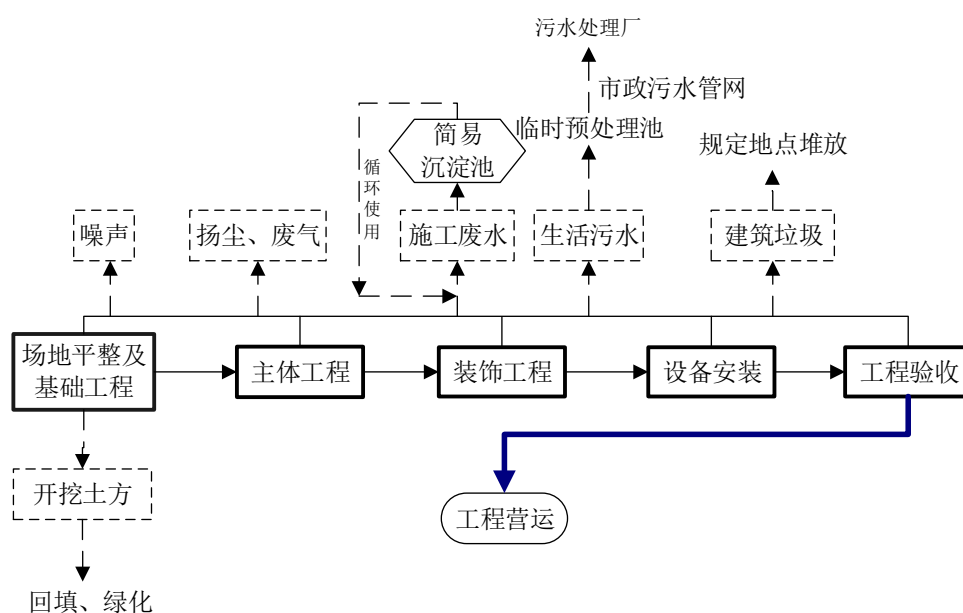 污水处理厂
市政污水管网
临时预处理池
简易
沉淀池
规定地点堆放
循环使用
噪声
扬尘、废气
施工废水
生活污水
建筑垃圾
场地平整及
基础工程
主体工程
装饰工程
设备安装
工程验收
开挖土方
工程营运
回填、绿化